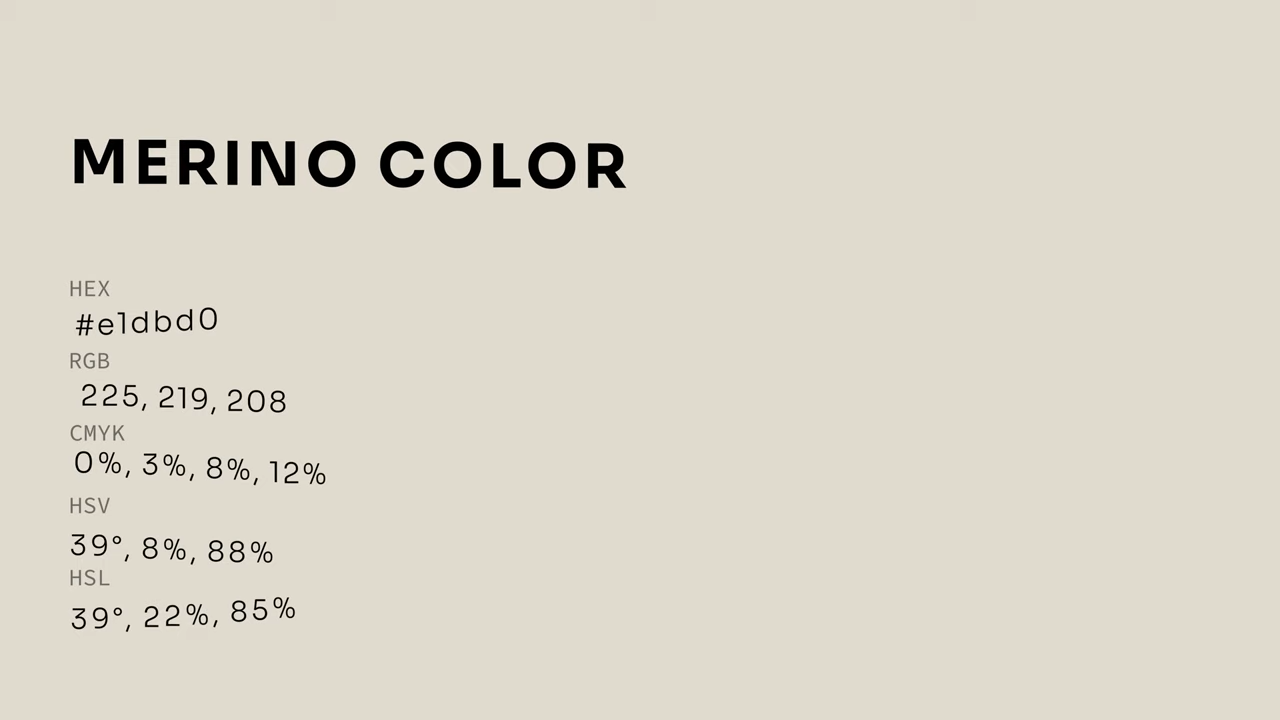 MERINO COLOR
HEX
#e1dbd0
RGB
225, 219, 208
CMYK
0%, 3%, 8%, 12%
HSV
39°, 8%, 88%
HSL
39°, 22%, 85%